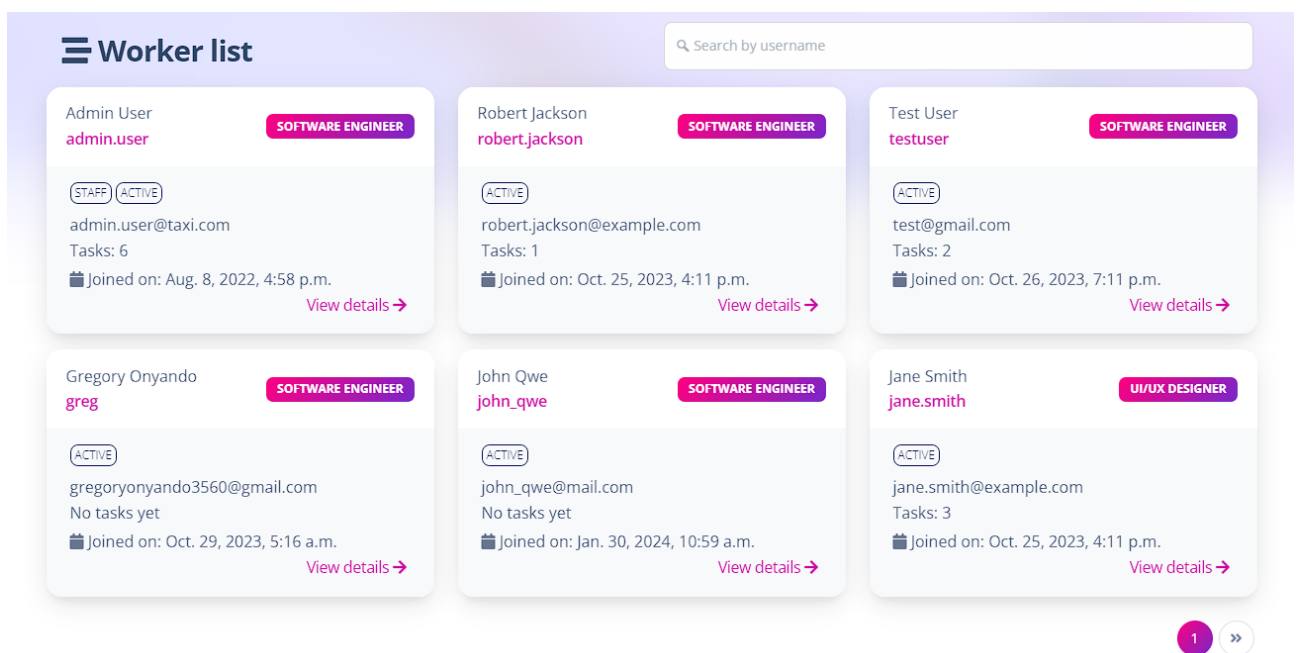 Worker list
Search by username
Admin User
admin.user
SOFTWARE ENGINEER
STAFF ACTIVE
admin.user@taxi.com
Tasks: 6
Joined on: Aug. 8, 2022, 4:58 p.m.
View details
Robert Jackson
robert.jackson
SOFTWARE ENGINEER
ACTIVE
robert.jackson@example.com
Tasks: 1
Joined on: Oct. 25, 2023, 4:11 p.m.
View details
Test User
testuser
SOFTWARE ENGINEER
ACTIVE
test@gmail.com
Tasks: 2
Joined on: Oct. 26, 2023, 7:11 p.m.
View details
Gregory Onyando
greg
SOFTWARE ENGINEER
ACTIVE
gregoryonyando3560@gmail.com
No tasks yet
Joined on: Oct. 29, 2023, 5:16 a.m.
View details
John Qwe
john_qwe
SOFTWARE ENGINEER
ACTIVE
john_qwe@mail.com
No tasks yet
Joined on: Jan. 30, 2024, 10:59 a.m.
View details
Jane Smith
jane.smith
UI/UX DESIGNER
ACTIVE
jane.smith@example.com
Tasks: 3
Joined on: Oct. 25, 2023, 4:11 p.m.
View details
1 »